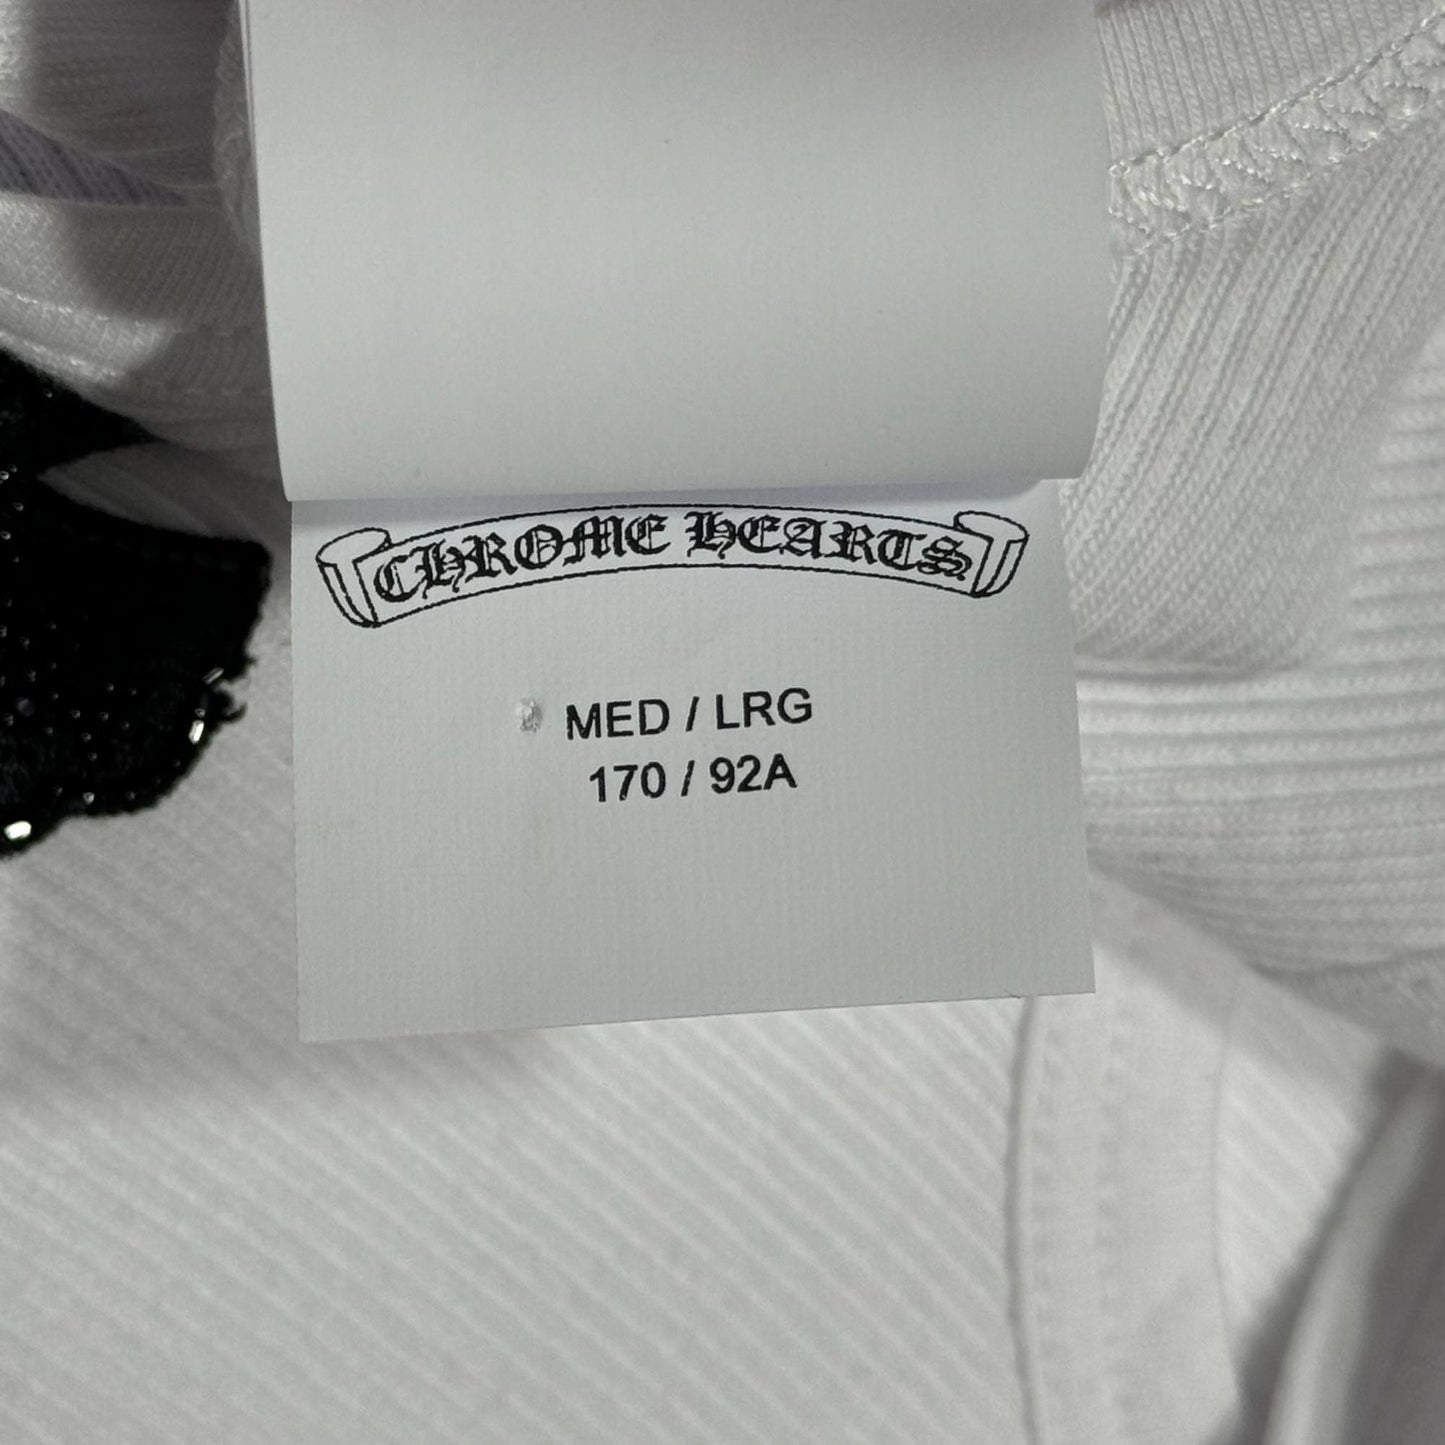 CHROME HEARTS
MED / LRG
170 / 92A